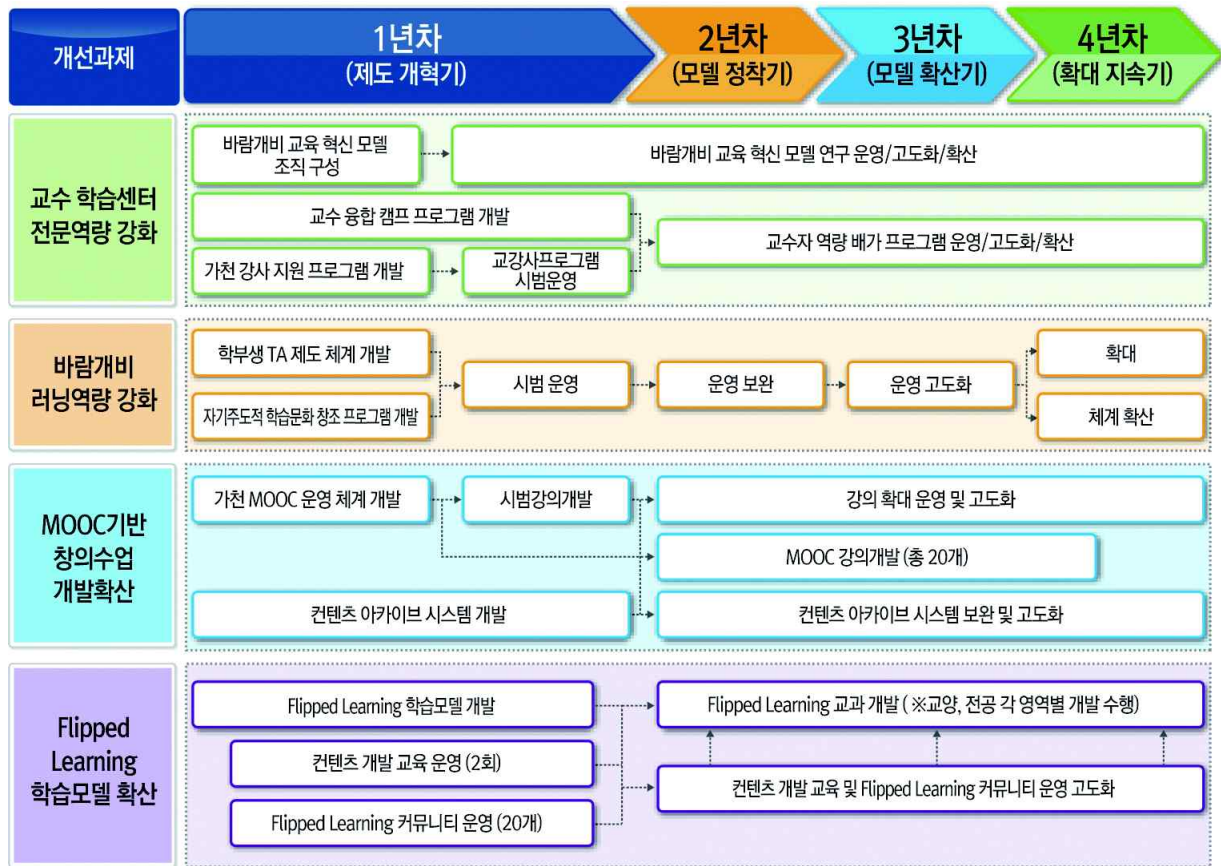 개선과제
1년차
(제도 개혁기)
2년차
(모델 정착기)
3년차
(모델 확산기)
4년차
(확대 지속기)
교수 학습센터
전문역량 강화
바람개비 교육 혁신 모델
조직 구성
바람개비 교육 혁신 모델 연구 운영/고도화/확산
교수 융합 캠프 프로그램 개발
가천 강사 지원 프로그램 개발
교강사프로그램
시범운영
교수자 역량 배가 프로그램 운영/고도화/확산
바람개비
러닝역량 강화
학부생 TA 제도 체계 개발
자기주도적 학습문화 창조 프로그램 개발
시범 운영
운영 보완
운영 고도화
확대
체계 확산
MOOC기반
창의수업
개발확산
가천 MOOC 운영 체계 개발
시범강의개발
강의 확대 운영 및 고도화
MOOC 강의개발 (총 20개)
컨텐츠 아카이브 시스템 개발
컨텐츠 아카이브 시스템 보완 및 고도화
Flipped
Learning
학습모델 확산
Flipped Learning 학습모델 개발
Flipped Learning 교과 개발 ( ※교양, 전공 각 영역별 개발 수행)
컨텐츠 개발 교육 운영 (2회)
컨텐츠 개발 교육 및 Flipped Learning 커뮤니티 운영 고도화
Flipped Learning 커뮤니티 운영 (20개)